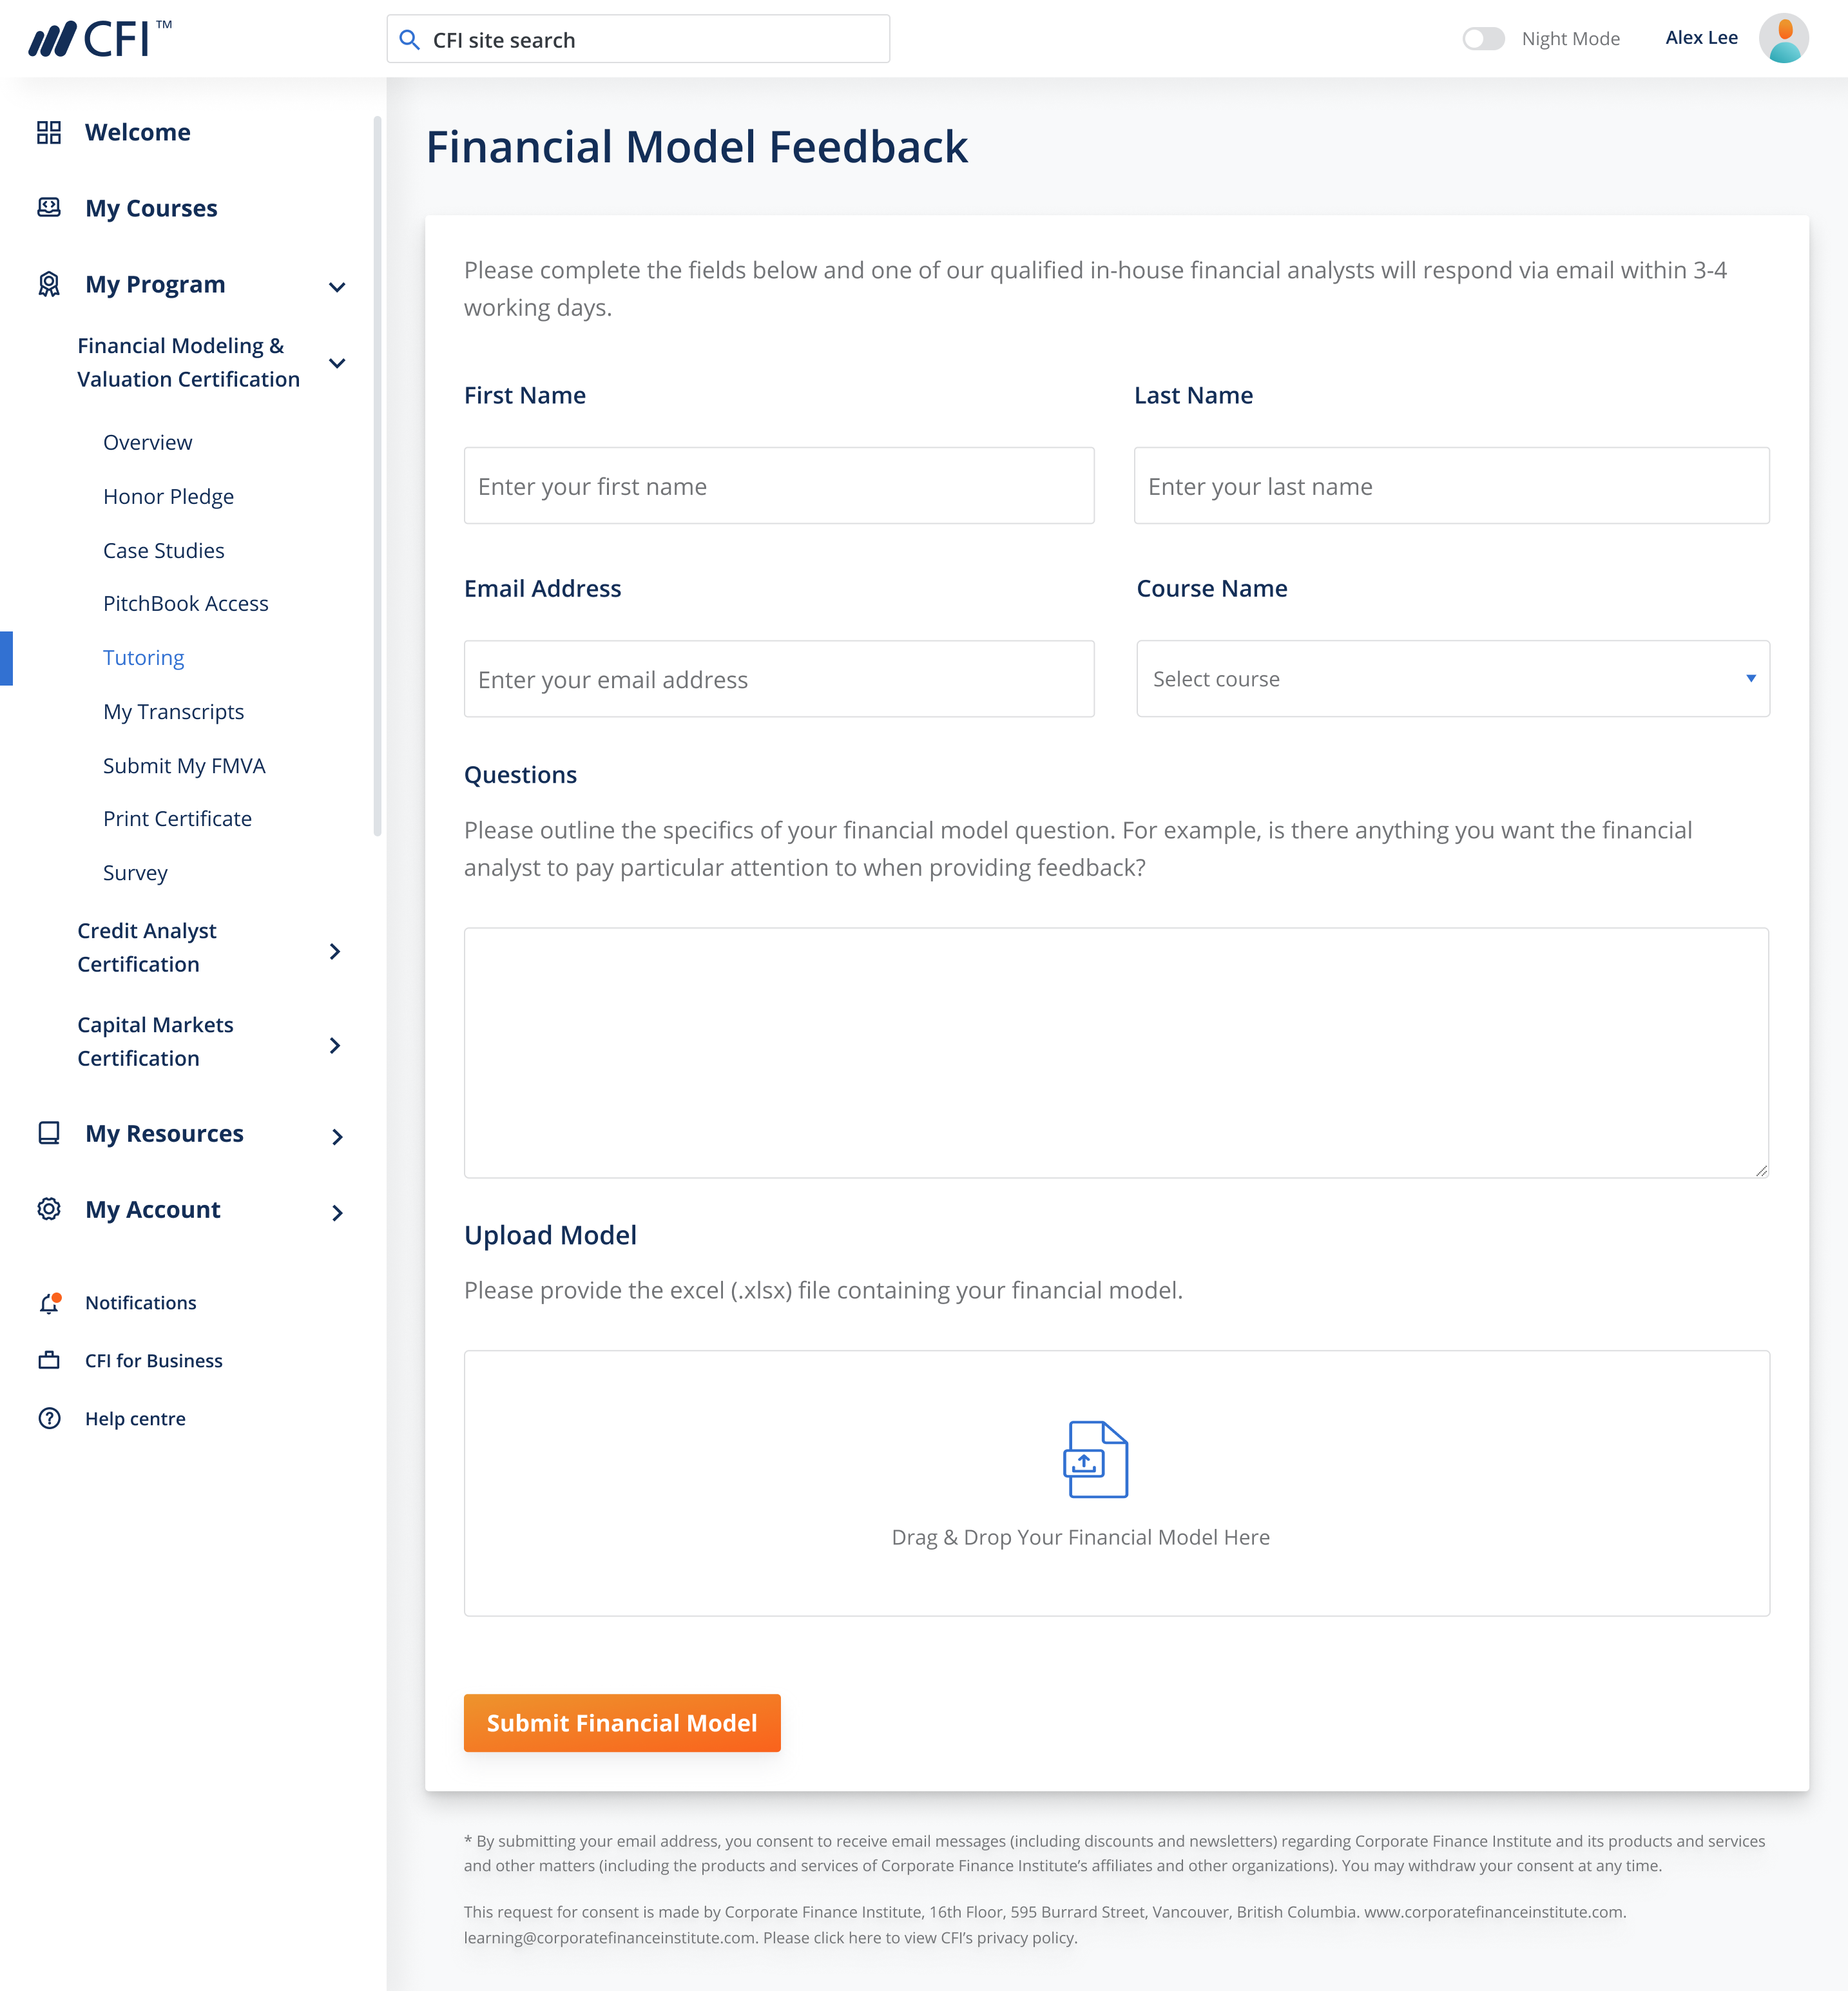 CFI™
CFI site search
Night Mode
Alex Lee
Welcome
My Courses
My Program
Financial Modeling &
Valuation Certification
Overview
Honor Pledge
Case Studies
PitchBook Access
Tutoring
My Transcripts
Submit My FMVA
Print Certificate
Survey
Credit Analyst
Certification
Capital Markets
Certification
My Resources
My Account
Notifications
CFI for Business
Help centre
Financial Model Feedback
Please complete the fields below and one of our qualified in-house financial analysts will respond via email within 3-4
working days.
First Name
Last Name
Enter your first name
Enter your last name
Email Address
Course Name
Enter your email address
Select course
Questions
Please outline the specifics of your financial model question. For example, is there anything you want the financial
analyst to pay particular attention to when providing feedback?
Upload Model
Please provide the excel (.xlsx) file containing your financial model.
Drag & Drop Your Financial Model Here
Submit Financial Model
* By submitting your email address, you consent to receive email messages (including discounts and newsletters) regarding Corporate Finance Institute and its products and services
and other matters (including the products and services of Corporate Finance Institute’s affiliates and other organizations). You may withdraw your consent at any time.
This request for consent is made by Corporate Finance Institute, 16th Floor, 595 Burrard Street, Vancouver, British Columbia. www.corporatefinanceinstitute.com.
learning@corporatefinanceinstitute.com. Please click here to view CFI’s privacy policy.